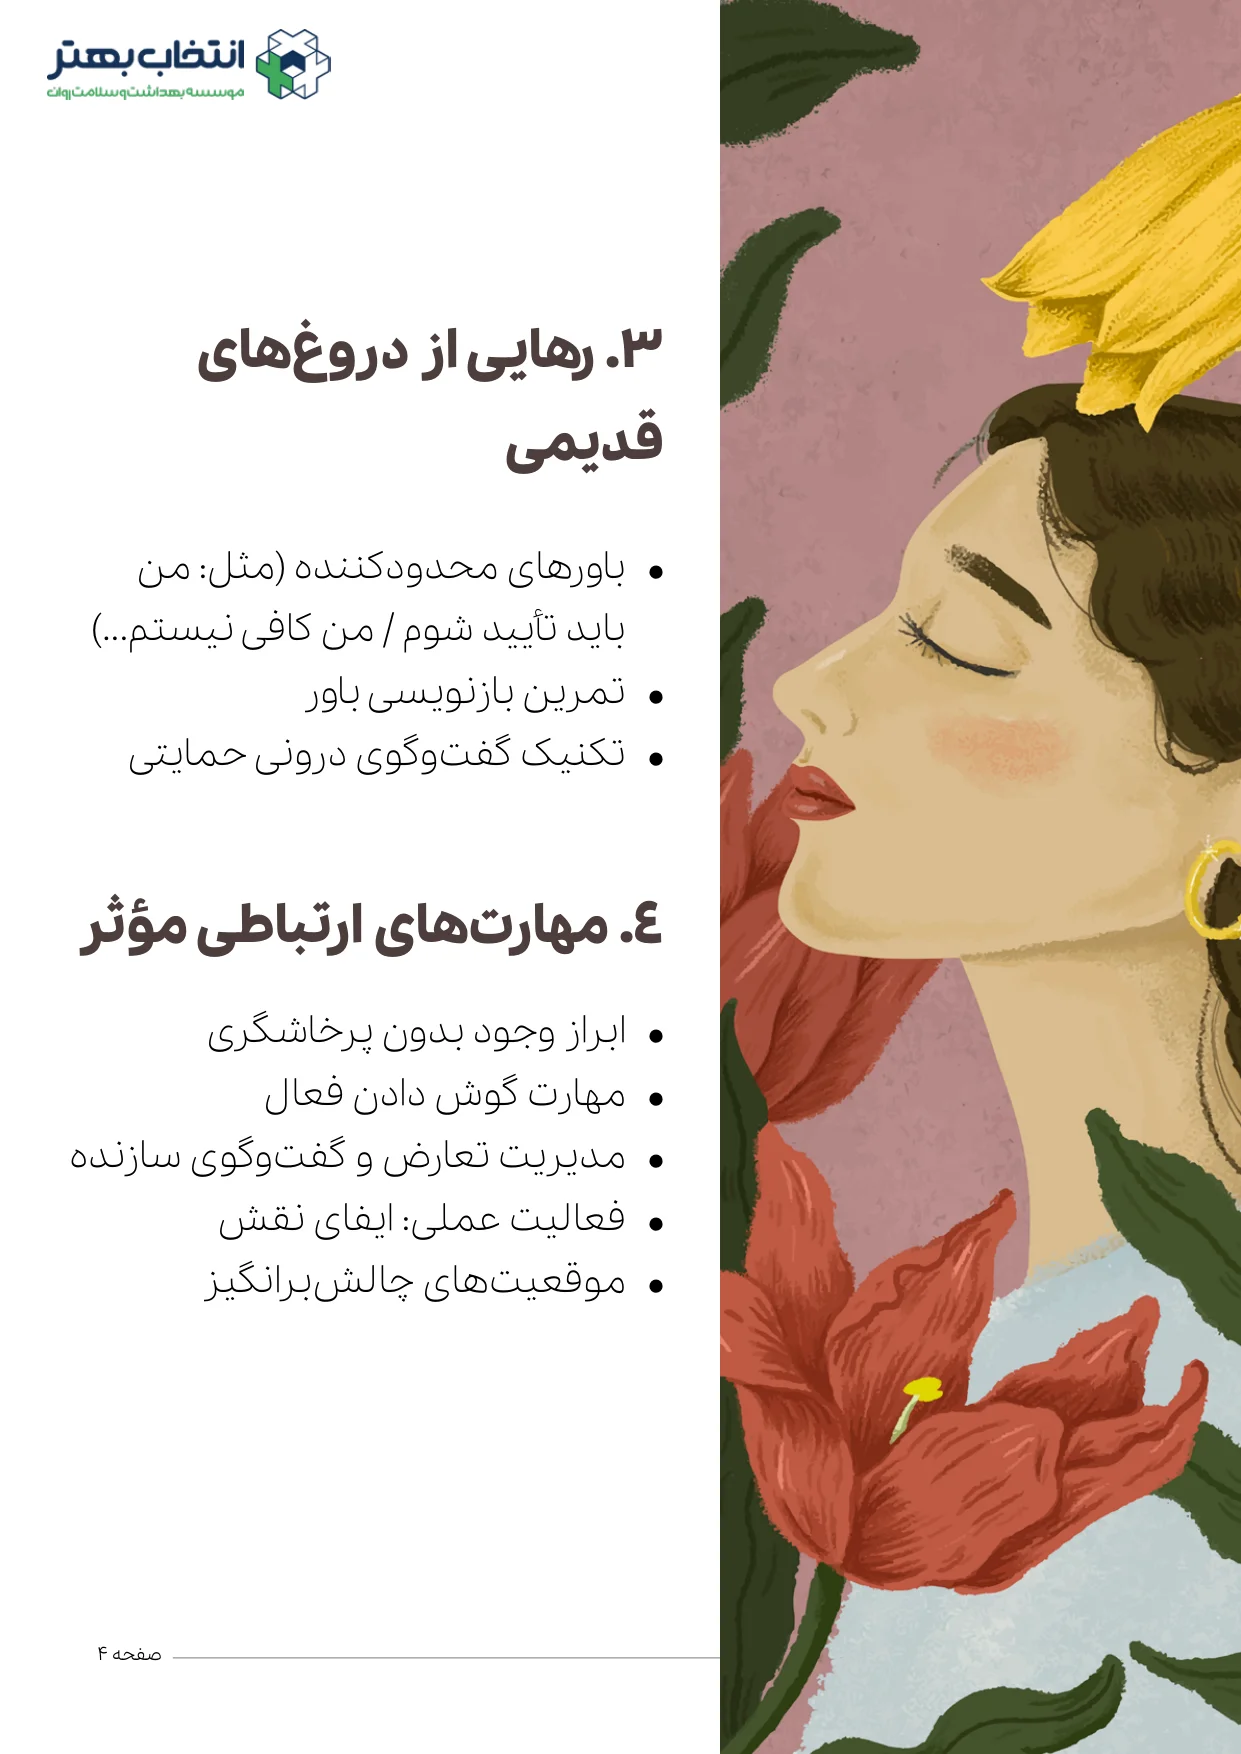 انتخاب بهتر
موسسه بهداشت و سلامت روان
۳. رهایی از دروغ‌های
قدیمی
• باورهای محدودکننده (مثل: من
باید تأیید شوم / من کافی نیستم...)
• تمرین بازنویسی باور
• تکنیک گفت‌وگوی درونی حمایتی
٤. مهارت‌های ارتباطی مؤثر
• ابراز وجود بدون پرخاشگری
• مهارت گوش دادن فعال
• مدیریت تعارض و گفت‌وگوی سازنده
• فعالیت عملی: ایفای نقش
• موقعیت‌های چالش‌برانگیز
صفحه ۴